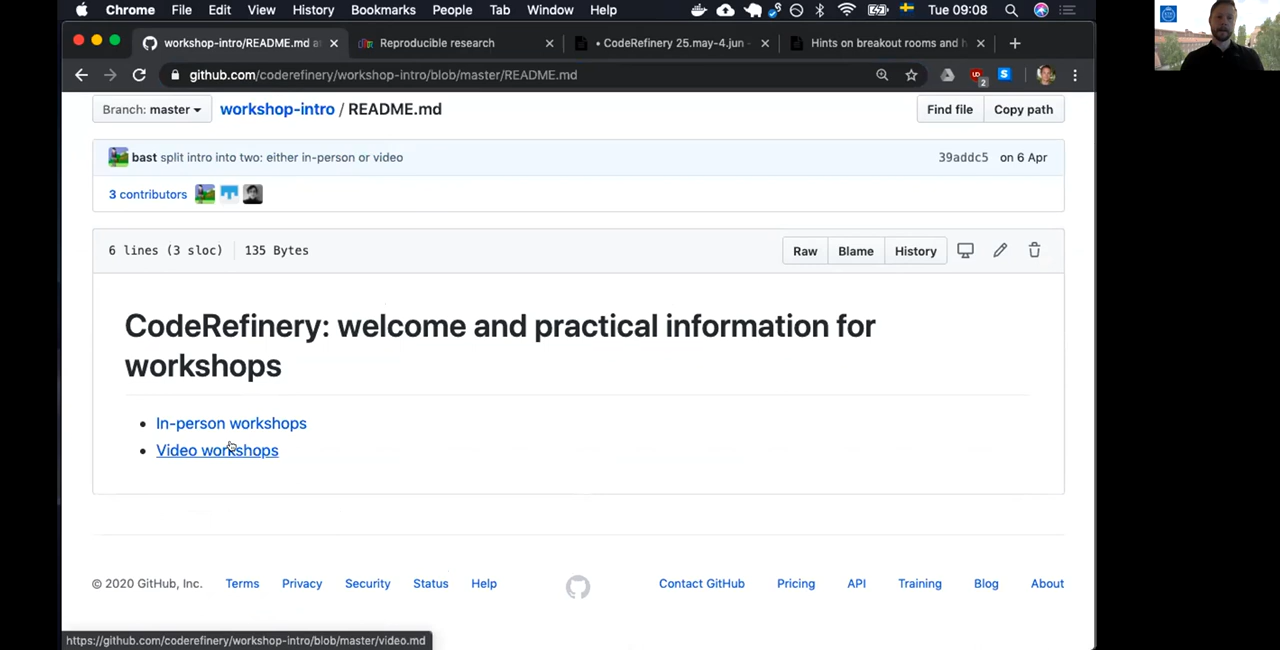 Chrome File Edit View History Bookmarks People Tab Window Help Tue 09:08
workshop-intro/README.md a Reproducible research • CodeRefinery 25.may-4.jun Hints on breakout rooms and h
github.com/coderefinery/workshop-intro/blob/master/README.md 2
Branch: master workshop-intro / README.md Find file Copy path
bast split intro into two: either in-person or video 39addc5 on 6 Apr
3 contributors
6 lines (3 sloc) 135 Bytes Raw Blame History
CodeRefinery: welcome and practical information for
workshops
• In-person workshops
• Video workshops
© 2020 GitHub, Inc. Terms Privacy Security Status Help Contact GitHub Pricing API Training Blog About
https://github.com/coderefinery/workshop-intro/blob/master/video.md